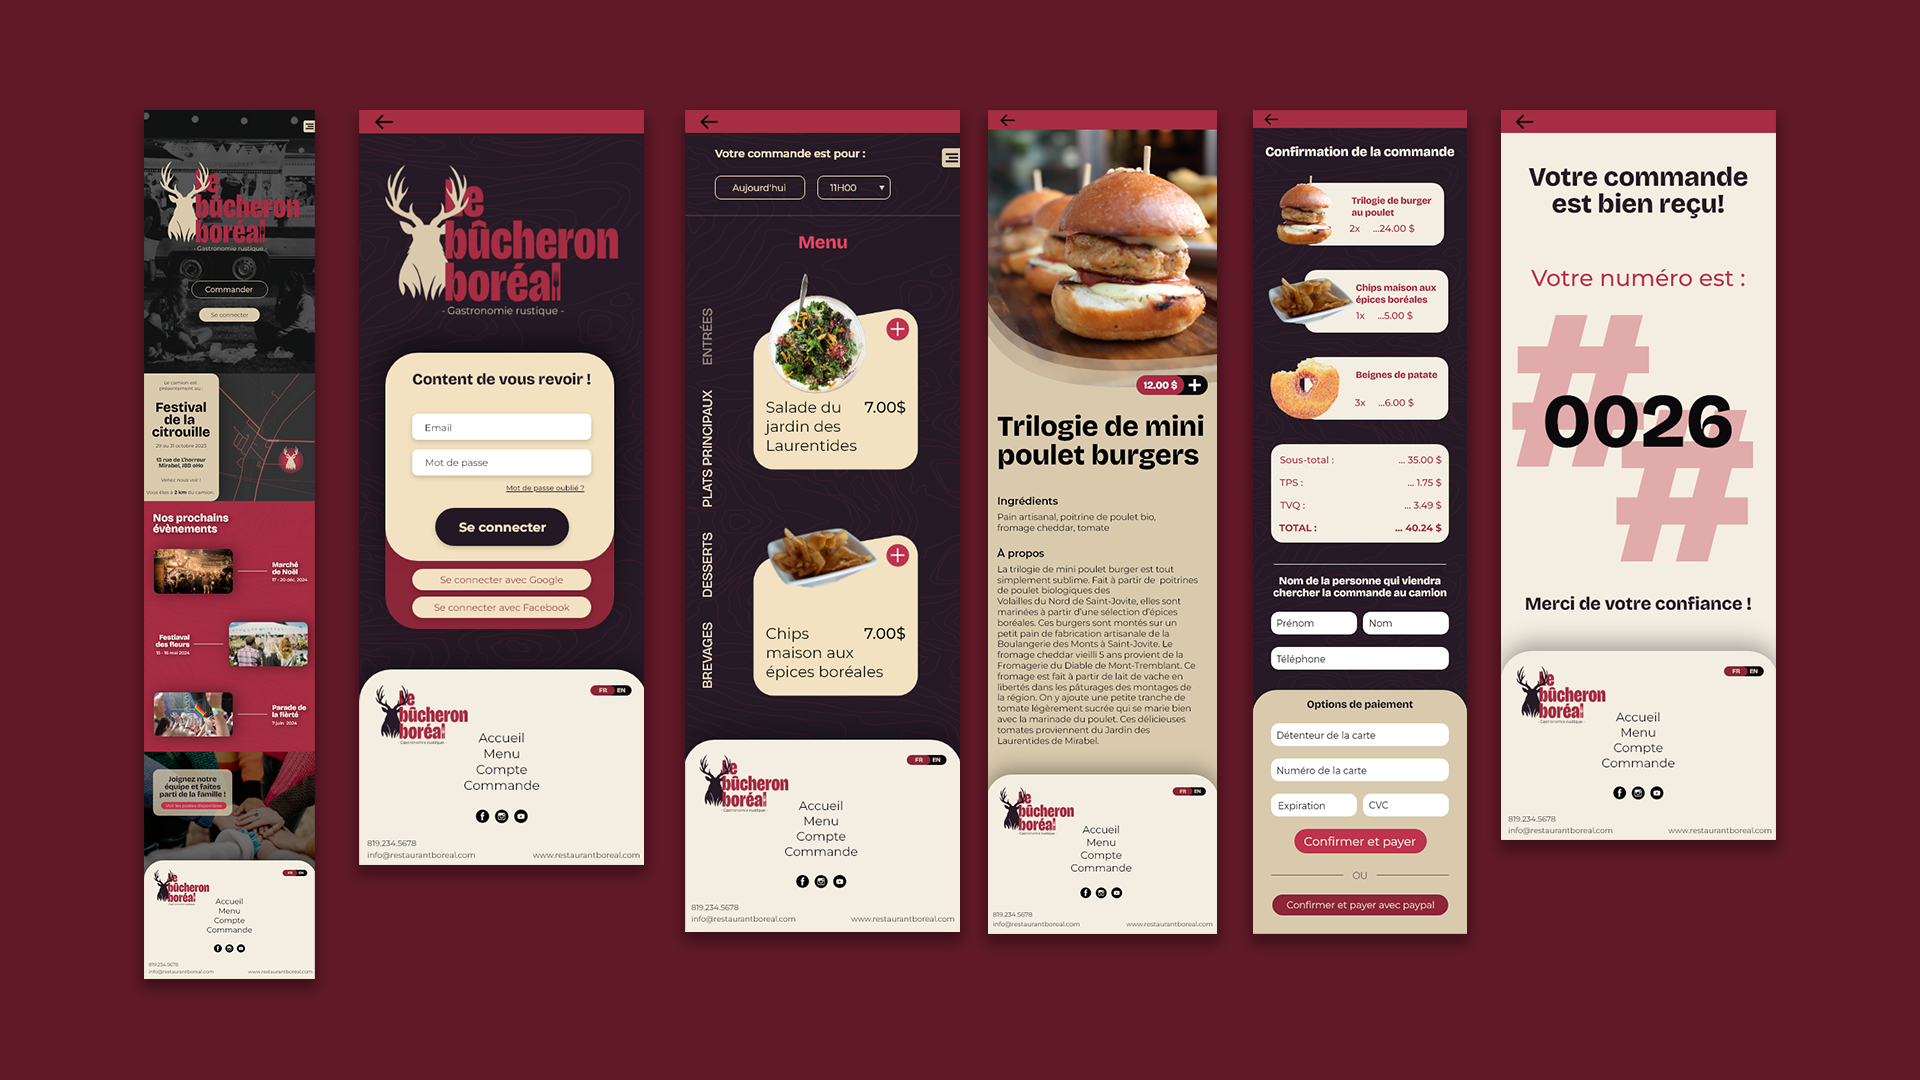 le
bûcheron
boréal
- Gastronomie rustique -
Commander
Se connecter
Le camion est
présentement au :
Festival
de la
citrouille
29 au 31 octobre 2023
13 rue de L'horreur
Mirabel, J8B oHo
Venez nous voir !
Vous êtes à 2 km du camion.
Nos prochains
évènements
Marché
de Noël
17 - 20 déc. 2024
Festiaval
des fleurs
15 - 16 mai 2024
Parade de
la fièrté
7 juin 2024
Joignez notre
équipe et faites
parti de la famille !
Voir les postes disponibles
le
bûcheron
boréal
- Gastronomie rustique -
FR EN
Accueil
Menu
Compte
Commande
819.234.5678
info@restaurantboreal.com www.restaurantboreal.com
le
bûcheron
boréal
- Gastronomie rustique -
Content de vous revoir !
Email
Mot de passe
Mot de passe oublié ?
Se connecter
Se connecter avec Google
Se connecter avec Facebook
le
bûcheron
boréal
- Gastronomie rustique -
FR EN
Accueil
Menu
Compte
Commande
819.234.5678
info@restaurantboreal.com www.restaurantboreal.com
Votre commande est pour :
Aujourd'hui 11H00
Menu
ENTRÉES
PLATS PRINCIPAUX
DESSERTS
BREVAGES
Salade du 7.00$
jardin des
Laurentides
Chips 7.00$
maison aux
épices boréales
le
bûcheron
boréal
- Gastronomie rustique -
FR EN
Accueil
Menu
Compte
Commande
819.234.5678
info@restaurantboreal.com www.restaurantboreal.com
12.00 $ +
Trilogie de mini
poulet burgers
Ingrédients
Pain artisanal, poitrine de poulet bio,
fromage cheddar, tomate
À propos
La trilogie de mini poulet burger est tout
simplement sublime. Fait à partir de poitrines
de poulet biologiques des
Volailles du Nord de Saint-Jovite, elles sont
marinées à partir d'une sélection d'épices
boréales. Ces burgers sont montés sur un
petit pain de fabrication artisanale de la
Boulangerie des Monts à Saint-Jovite. Le
fromage cheddar vieilli 5 ans provient de la
Fromagerie du Diable de Mont-Tremblant. Ce
fromage est fait à partir de lait de vache en
libertés dans les pâturages des montages de
la région. On y ajoute une petite tranche de
tomate légèrement sucrée qui se marie bien
avec la marinade du poulet. Ces délicieuses
tomates proviennent du Jardin des
Laurentides de Mirabel.
le
bûcheron
boréal
- Gastronomie rustique -
FR EN
Accueil
Menu
Compte
Commande
819.234.5678
info@restaurantboreal.com www.restaurantboreal.com
Confirmation de la commande
Trilogie de burger
au poulet
2x ...24.00 $
Chips maison aux
épices boréales
1x ...5.00 $
Beignes de patate
3x ...6.00 $
Sous-total : ... 35.00 $
TPS : ... 1.75 $
TVQ : ... 3.49 $
TOTAL : ... 40.24 $
Nom de la personne qui viendra
chercher la commande au camion
Prénom Nom
Téléphone
Options de paiement
Détenteur de la carte
Numéro de la carte
Expiration CVC
Confirmer et payer
OU
Confirmer et payer avec paypal
Votre commande
est bien reçu!
Votre numéro est :
#
0026
#
Merci de votre confiance !
le
bûcheron
boréal
- Gastronomie rustique -
FR EN
Accueil
Menu
Compte
Commande
819.234.5678
info@restaurantboreal.com www.restaurantboreal.com